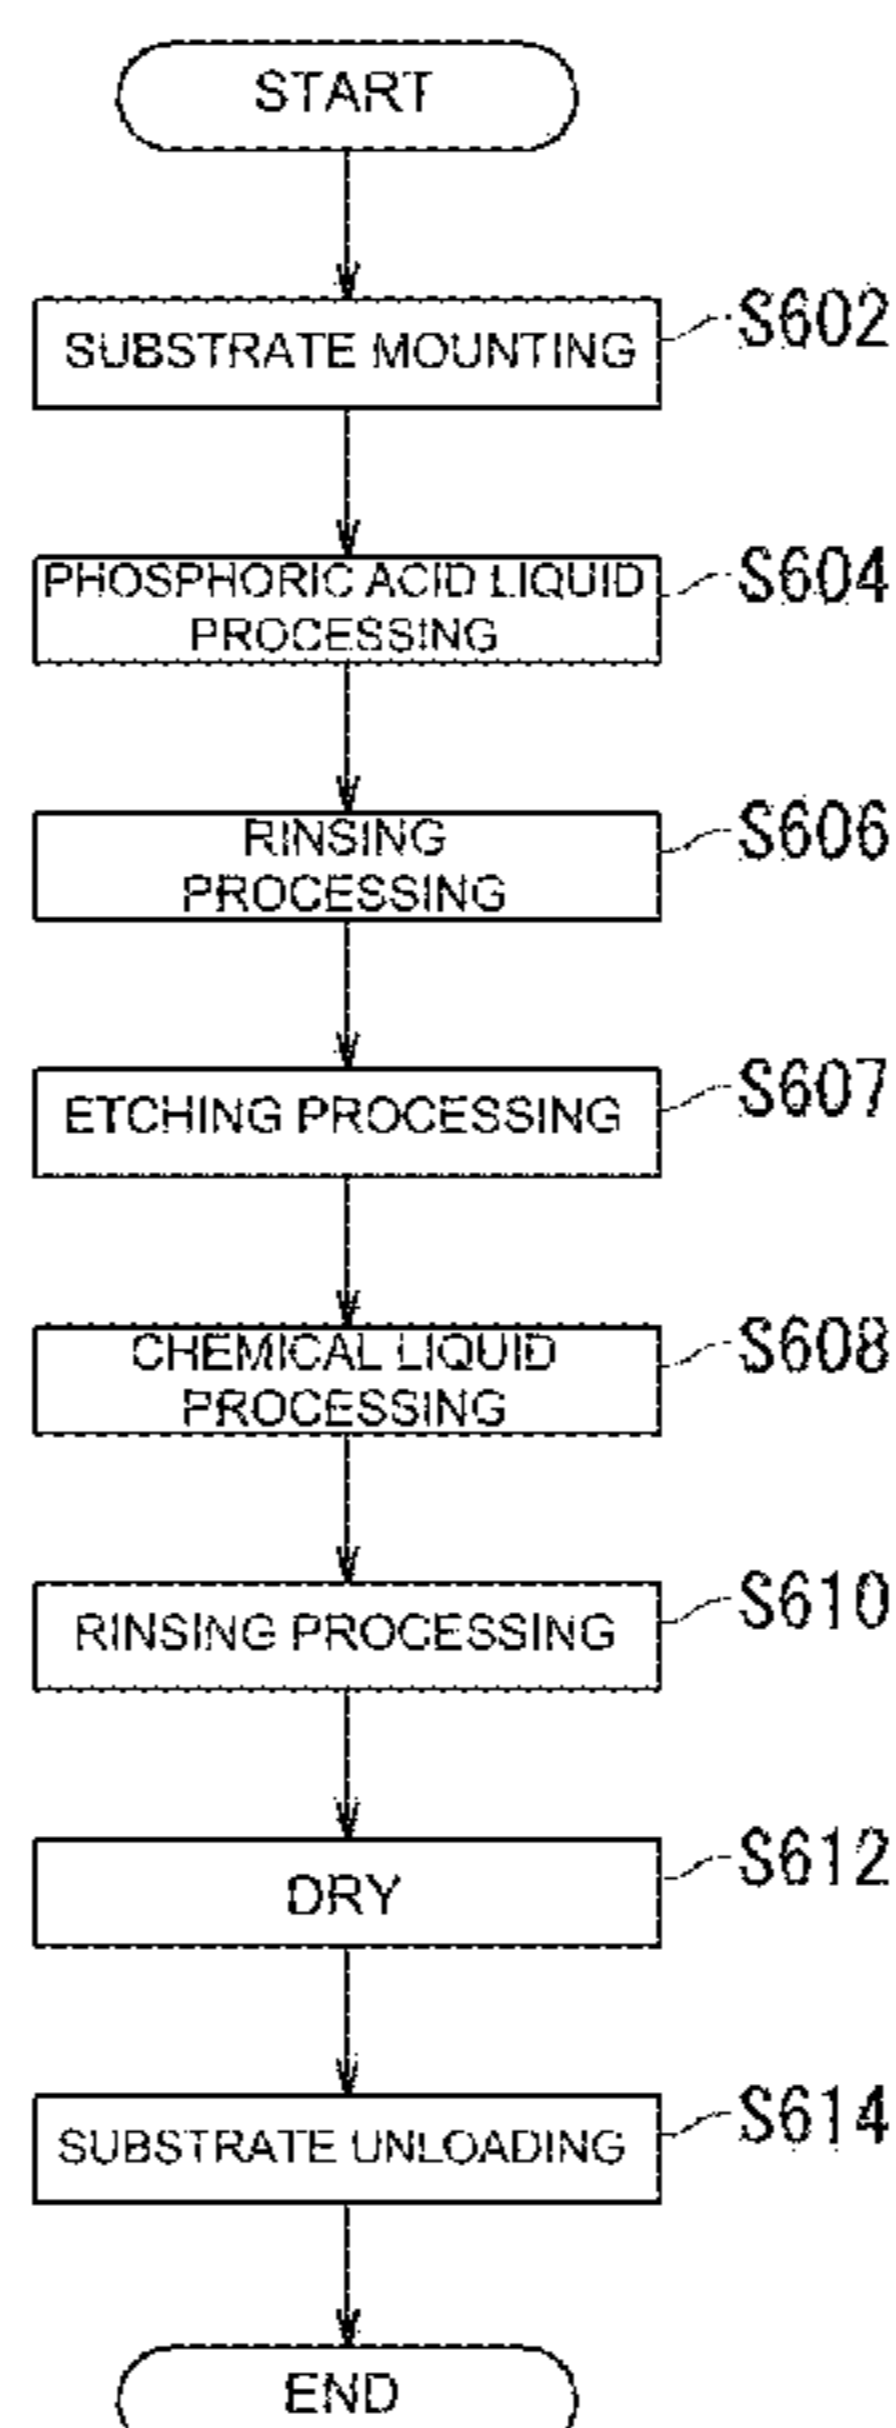 START
SUBSTRATE MOUNTING
S602
PHOSPHORIC ACID LIQUID
PROCESSING
S604
RINSING
PROCESSING
S606
ETCHING PROCESSING
S607
CHEMICAL LIQUID
PROCESSING
S608
RINSING PROCESSING
S610
DRY
S612
SUBSTRATE UNLOADING
S614
END